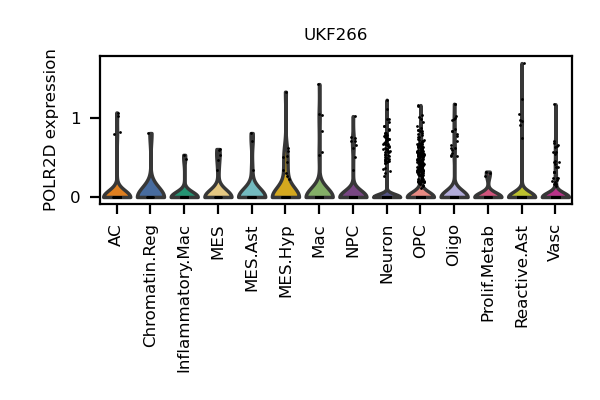 UKF266
POLR2D expression
1
0
AC
Chromatin.Reg
Inflammatory.Mac
MES
MES.Ast
MES.Hyp
Mac
NPC
Neuron
OPC
Oligo
Prolif.Metab
Reactive.Ast
Vasc